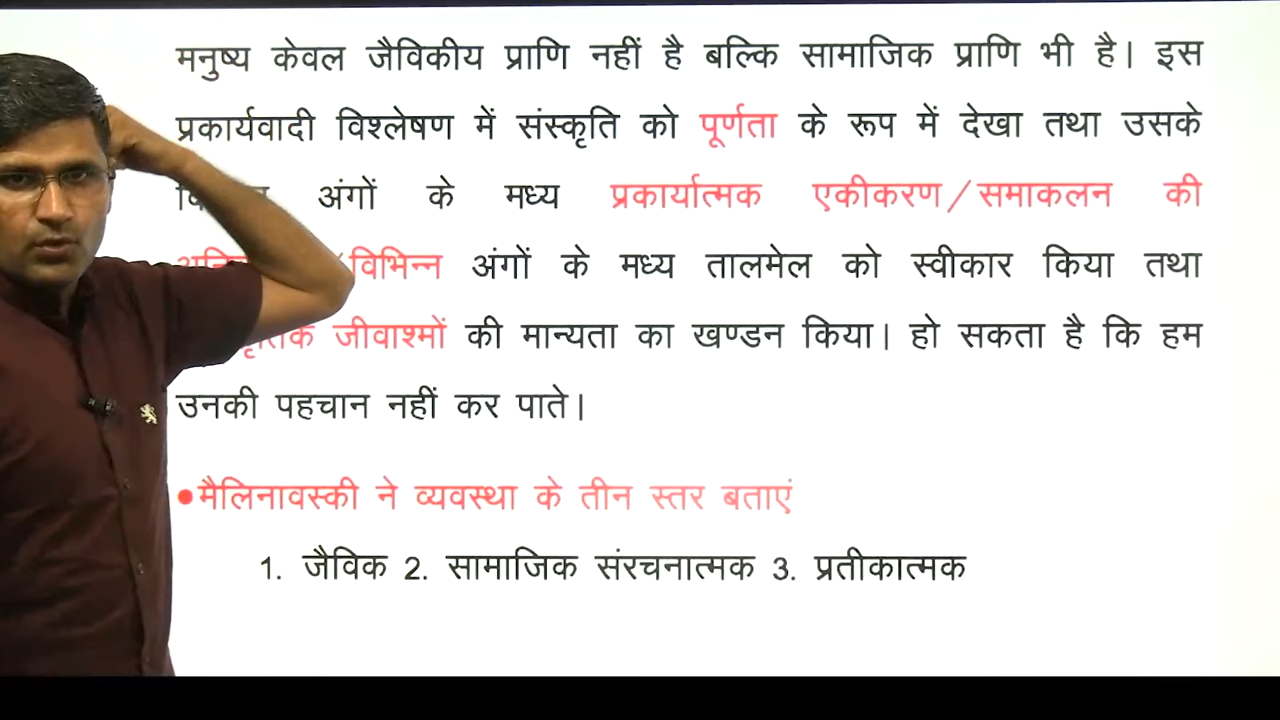 मनुष्य केवल जैविकीय प्राणि नहीं है बल्कि सामाजिक प्राणि भी है। इस
प्रकार्यवादी विश्लेषण में संस्कृति को पूर्णता के रूप में देखा तथा उसके
अंगों के मध्य प्रकार्यात्मक एकीकरण/समाकलन की
विभिन्न अंगों के मध्य तालमेल को स्वीकार किया तथा
जीवाश्मों की मान्यता का खण्डन किया। हो सकता है कि हम
उनकी पहचान नहीं कर पाते।
•मैलिनावस्की ने व्यवस्था के तीन स्तर बताएं
1. जैविक 2. सामाजिक संरचनात्मक 3. प्रतीकात्मक